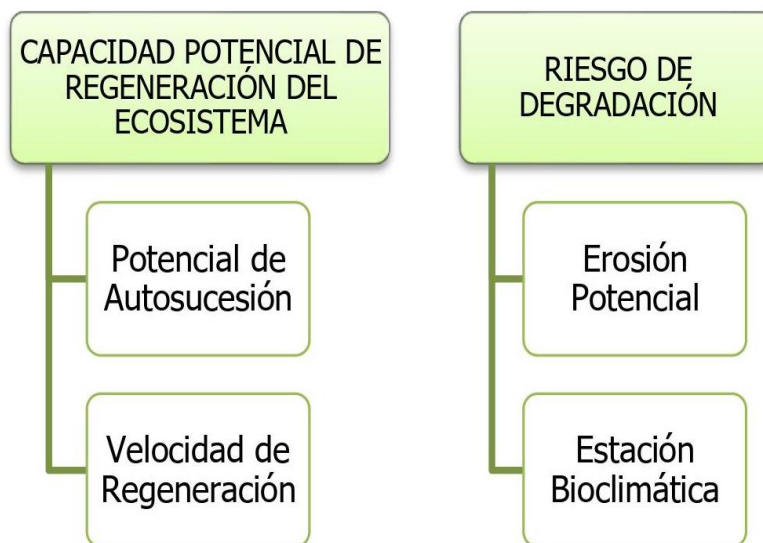 CAPACIDAD POTENCIAL DE
REGENERACIÓN DEL
ECOSISTEMA
Potencial de
Autosucesión
Velocidad de
Regeneración
RIESGO DE
DEGRADACIÓN
Erosión
Potencial
Estación
Bioclimática